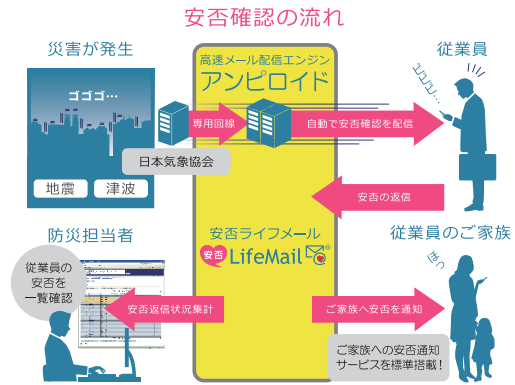 安否確認の流れ
災害が発生
高速メール配信エンジン
アンピロイド
従業員
ゴゴゴ…
ブブブ…
専用回線
自動で安否確認を配信
日本気象協会
地震
津波
安否の返信
防災担当者
安否ライフメール
従業員のご家族
安否
LifeMail®
従業員の
安否を
一覧確認
安否返信状況集計
ご家族へ安否を通知
ご家族への安否通知
サービスを標準搭載！